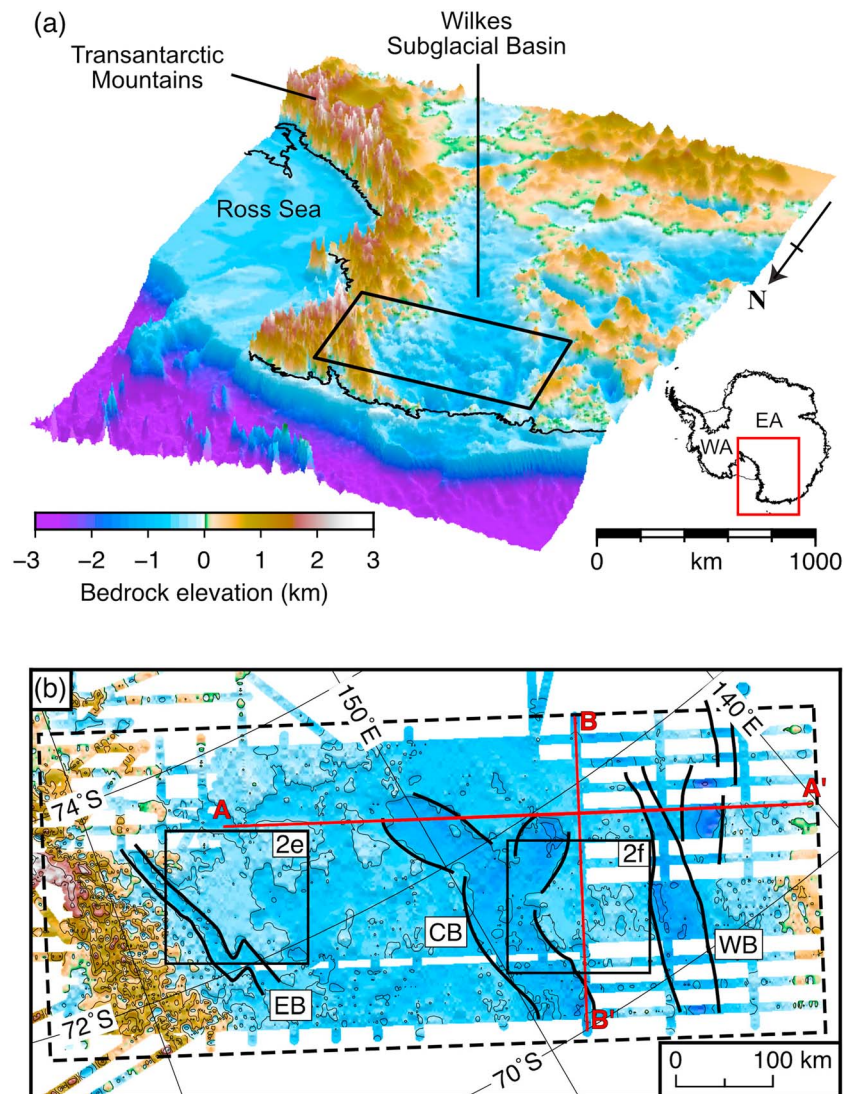 (a)
Wilkes
Subglacial Basin
Transantarctic
Mountains
Ross Sea
N
EA
WA
−3 −2 −1 0 1 2 3
Bedrock elevation (km)
0 km 1000
(b)
150°E
140°E
B
A
A'
74°S
2e
2f
CB
WB
EB
B'
72°S
70°S
0 100 km